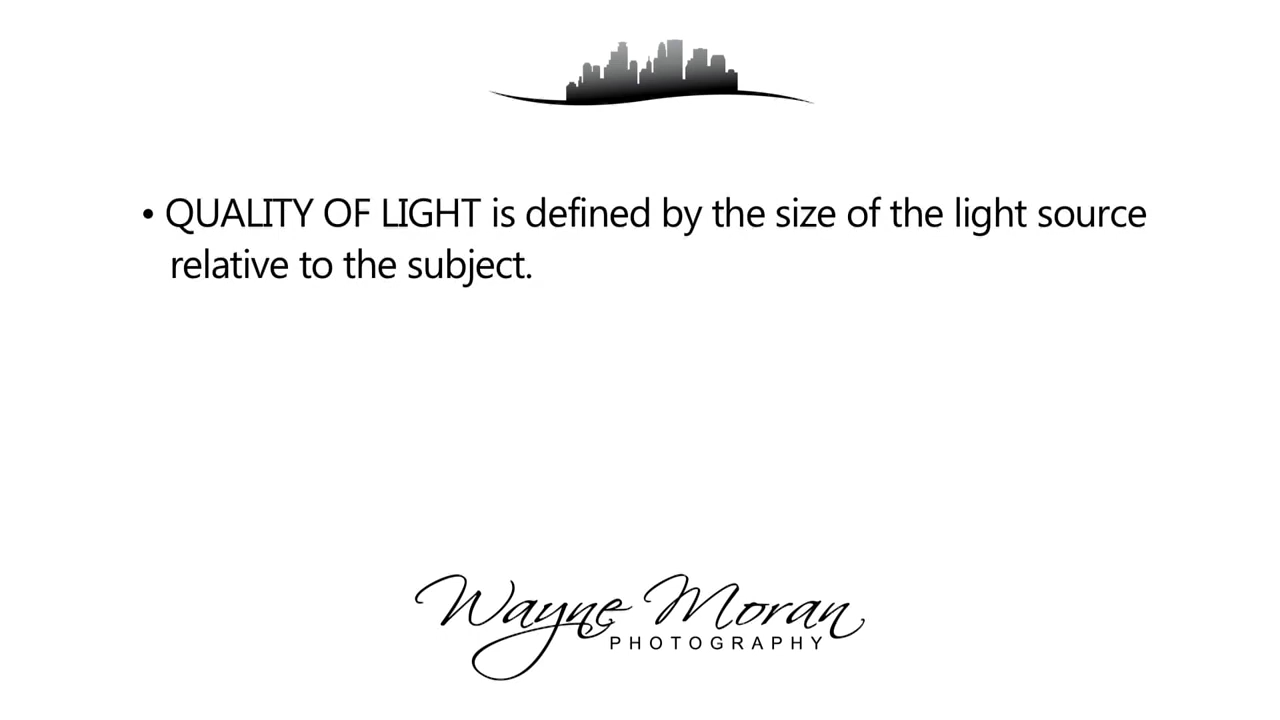 • QUALITY OF LIGHT is defined by the size of the light source
relative to the subject.
Wayne Moran
PHOTOGRAPHY